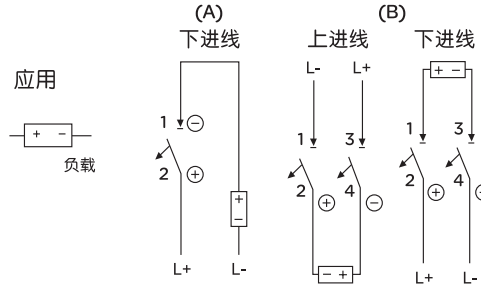 (A) (B)
下进线 上进线 下进线
L- L+
应用
+ - + -
1 - 1 3 1 3
负载
2 + 2 + 4 - 2 + 4
+ -
- +
L+ L- L+ L-